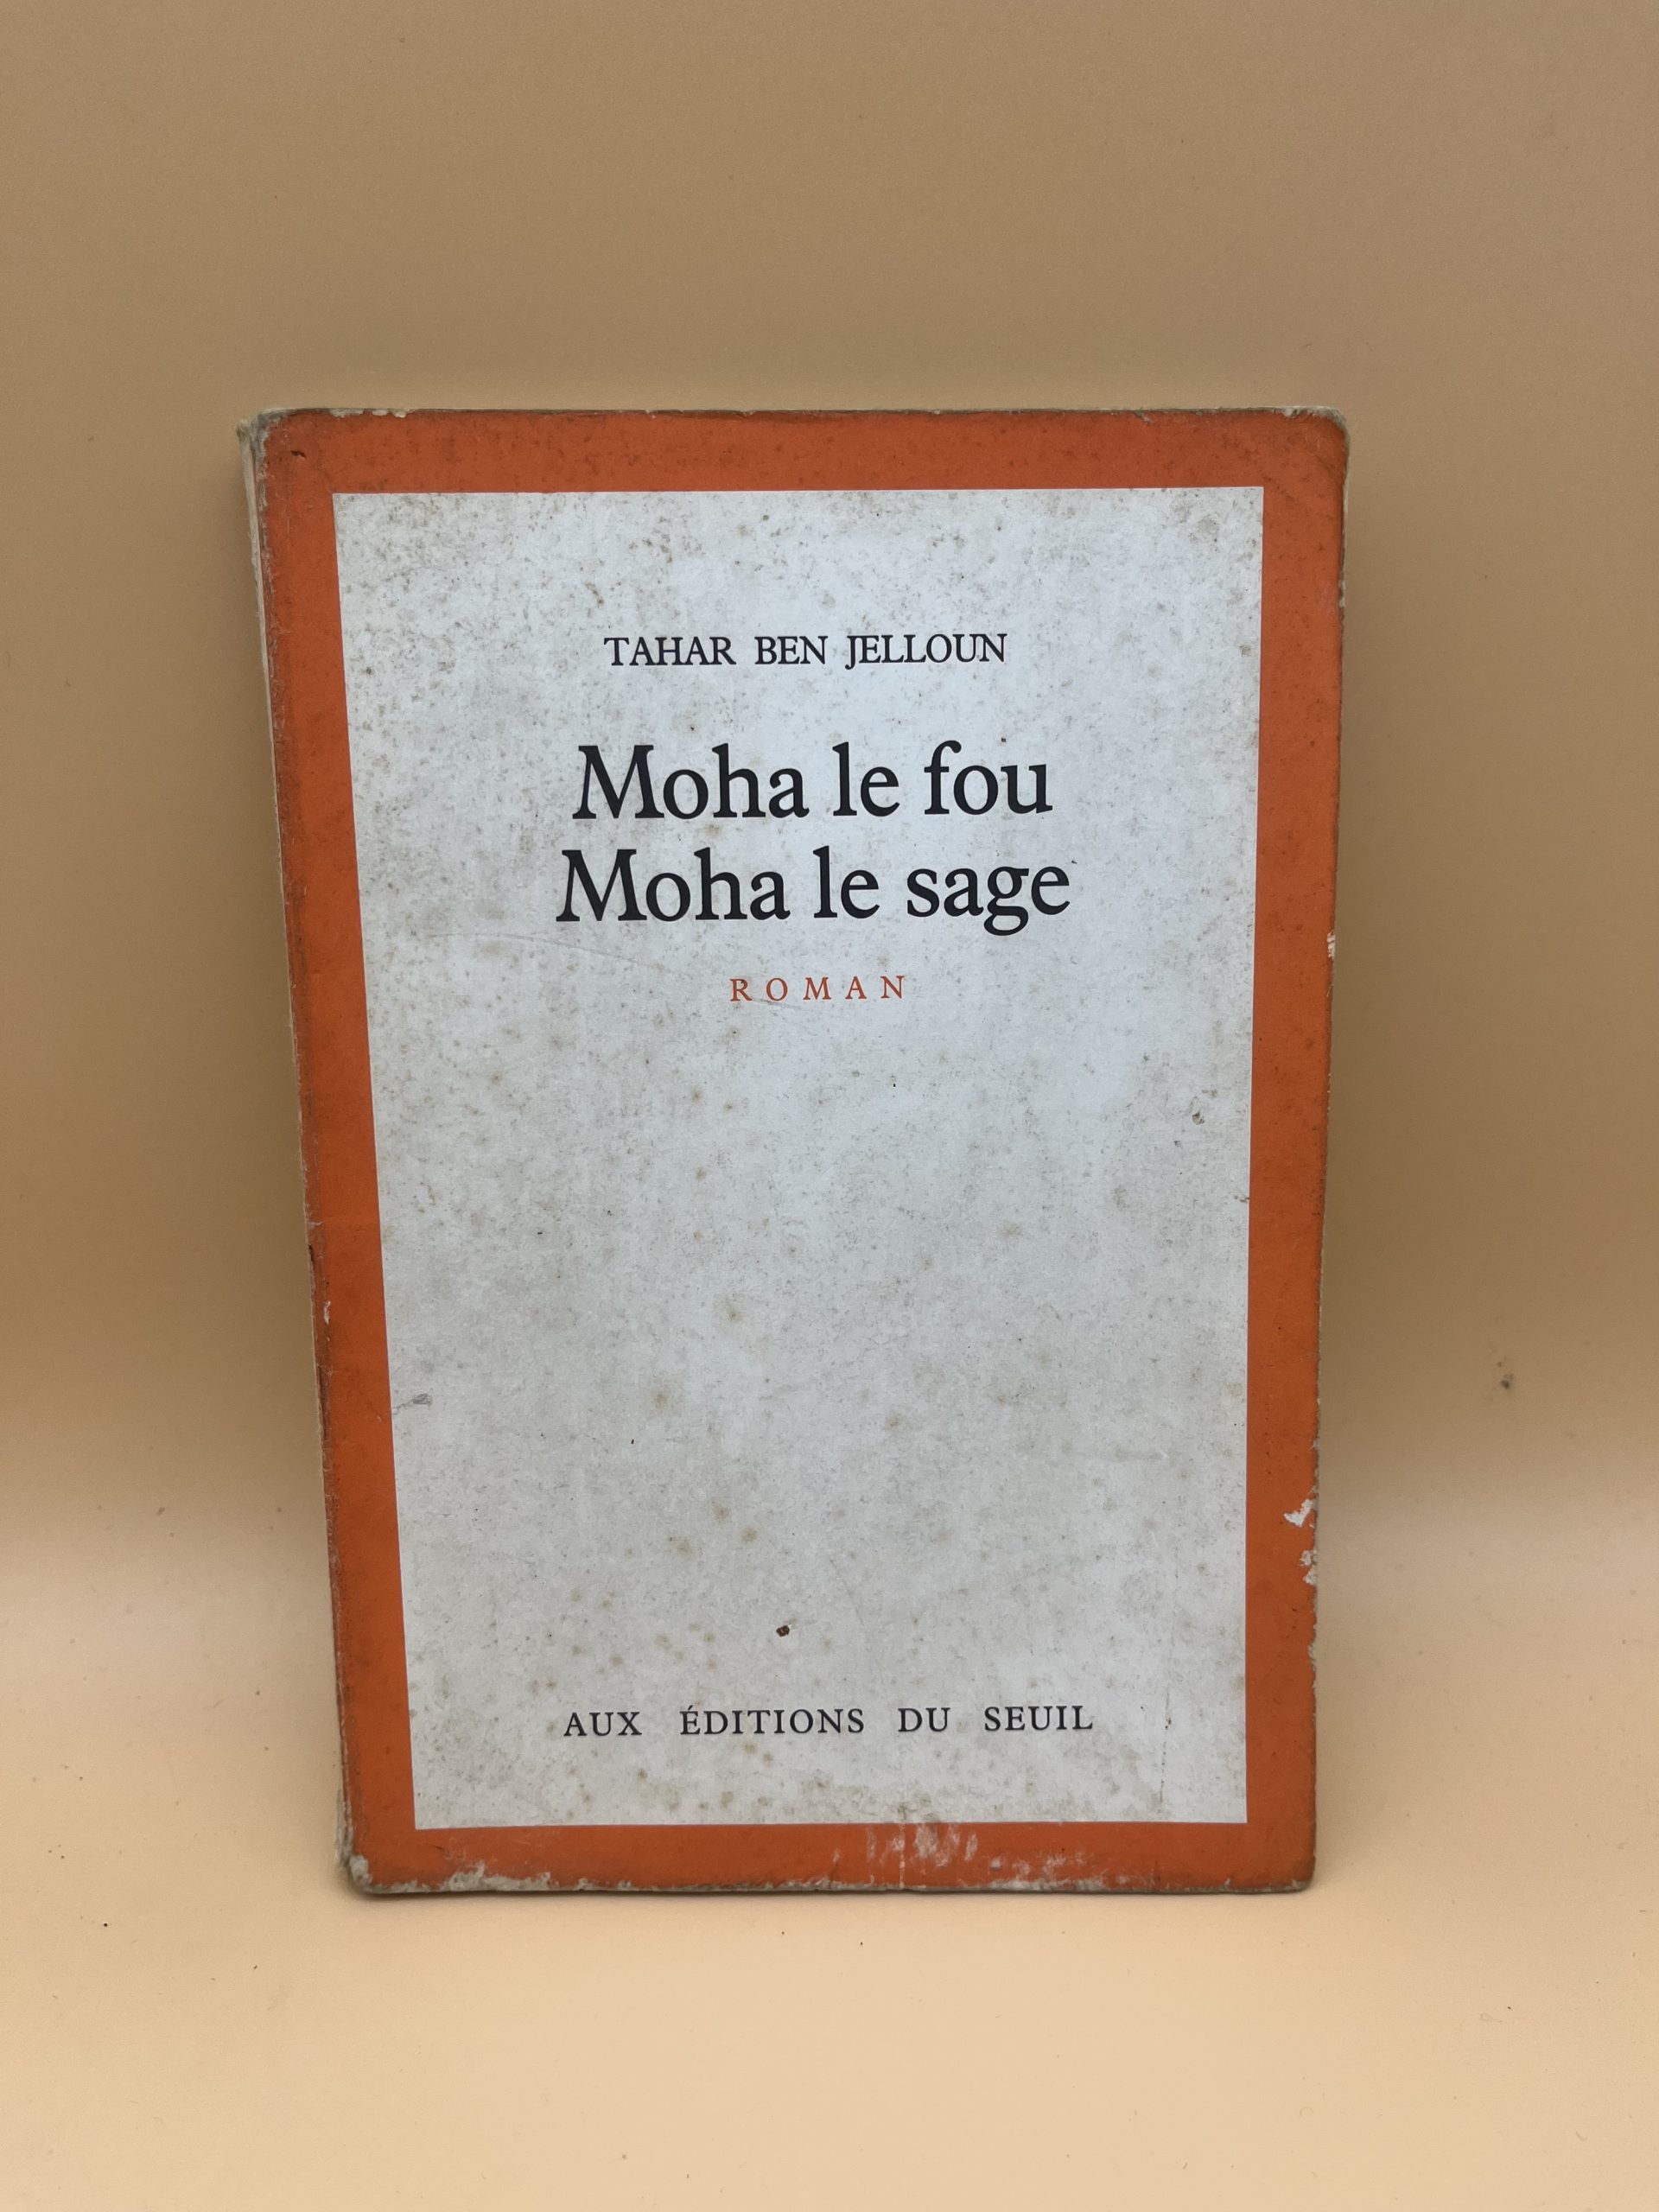 TAHAR BEN JELLOUN
Moha le fou
Moha le sage
ROMAN
AUX ÉDITIONS DU SEUIL